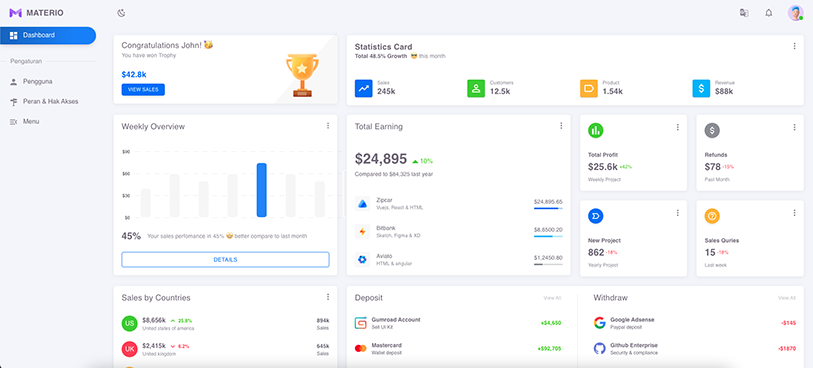 MATERIO
Dashboard
Pengaturan
Pengguna
Peran & Hak Akses
Menu
Congratulations John!
You have won Trophy
$42.8k
VIEW SALES
Statistics Card
Total 48.5% Growth 😎 this month
Sales
245k
Customers
12.5k
Product
1.54k
Revenue
$88k
Weekly Overview
$90
$60
$30
$0
45%
Your sales perfomance in 45% 🤩 better compare to last month
DETAILS
Total Earning
$24,895
10%
Compared to $84,325 last year
Zipcar
Vuejs, React & HTML
$24,895.65
Bitbank
Sketch, Figma & XD
$8,6500.20
Aviato
HTML & angular
$1,2450.80
Total Profit
$25.6k +42%
Weekly Project
Refunds
$78 -15%
Past Month
New Project
862 -18%
Yearly Project
Sales Quries
15 -18%
Last week
Sales by Countries
US
$8,656k
25.8%
United states of america
894k
Sales
UK
$2,415k
6.2%
United kingdom
645k
Sales
Deposit
View All
Gumroad Account
Sell UI Kit
+$4,650
Mastercard
Wallet deposit
+$92,705
Withdraw
View All
Google Adsense
Paypal deposit
-$145
Github Enterprise
Security & compliance
-$1870